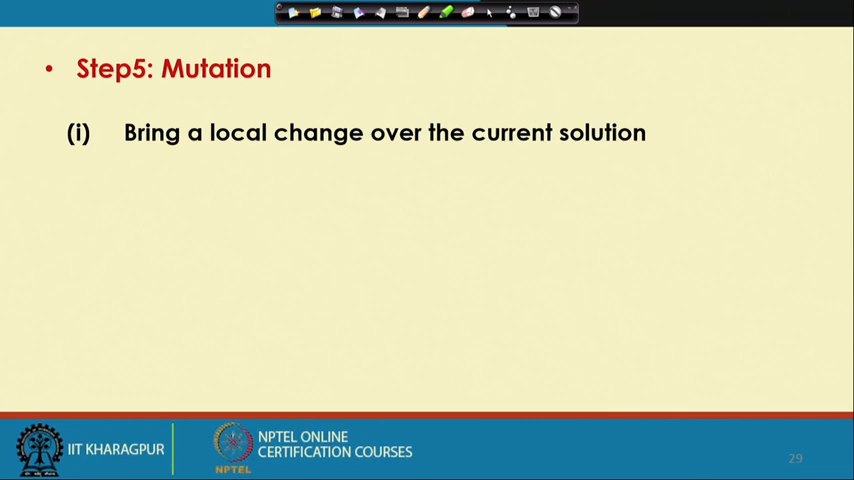 • Step5: Mutation
(i) Bring a local change over the current solution
IIT KHARAGPUR
NPTEL
NPTEL ONLINE
CERTIFICATION COURSES
29